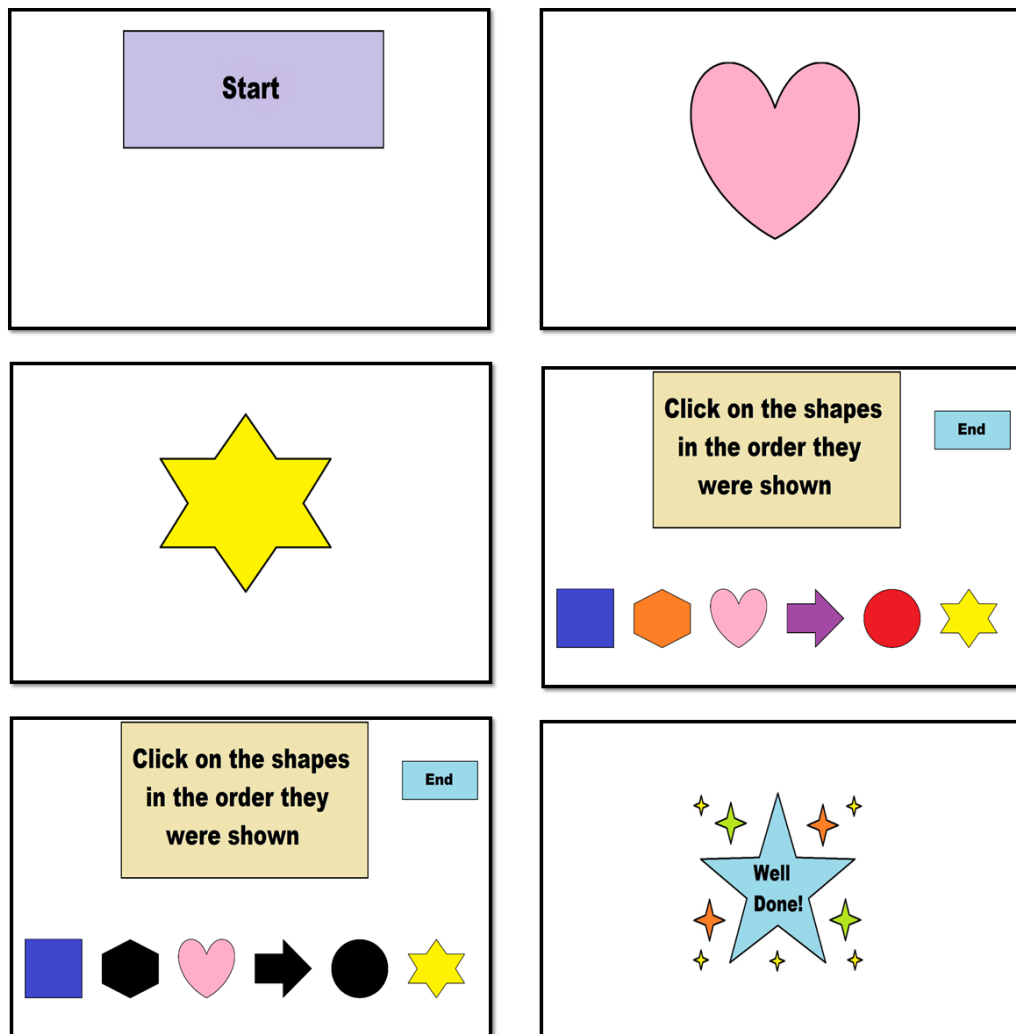 Start
Click on the shapes
in the order they
were shown
End
Click on the shapes
in the order they
were shown
End
Well
Done!